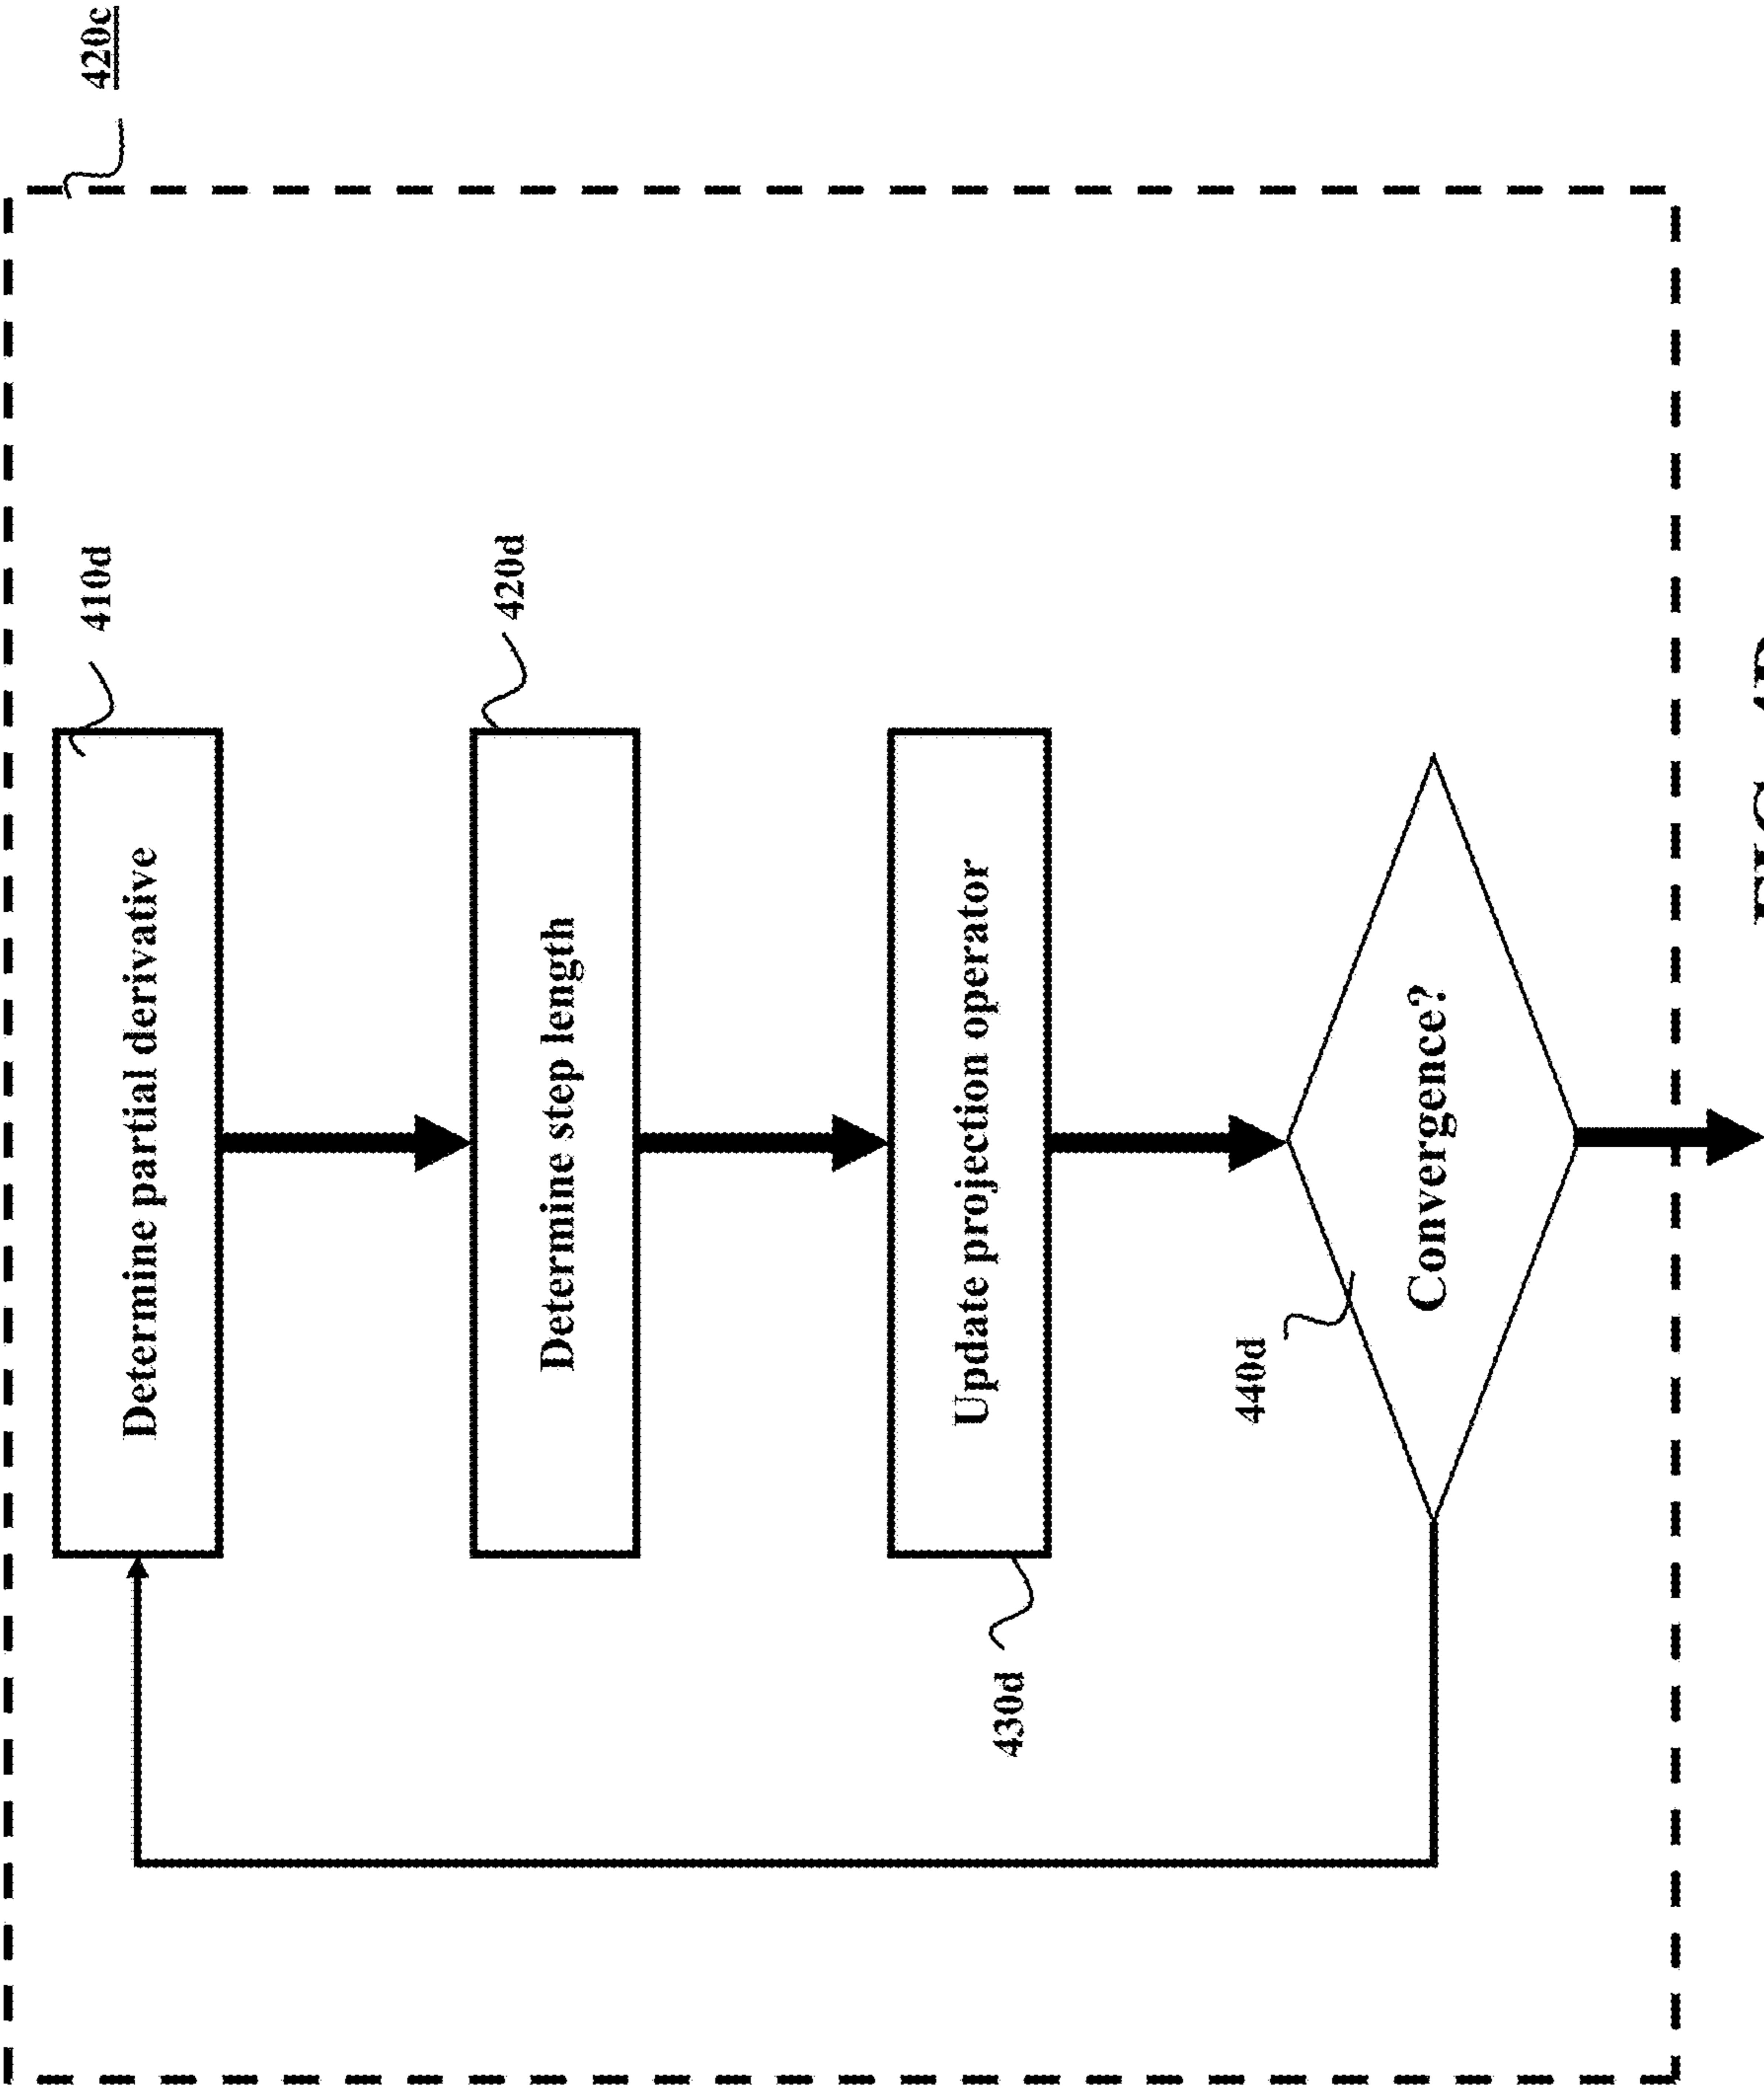 420c
410d
Determine partial derivative
420d
Determine step length
Update projection operator
430d
440d
Convergence?